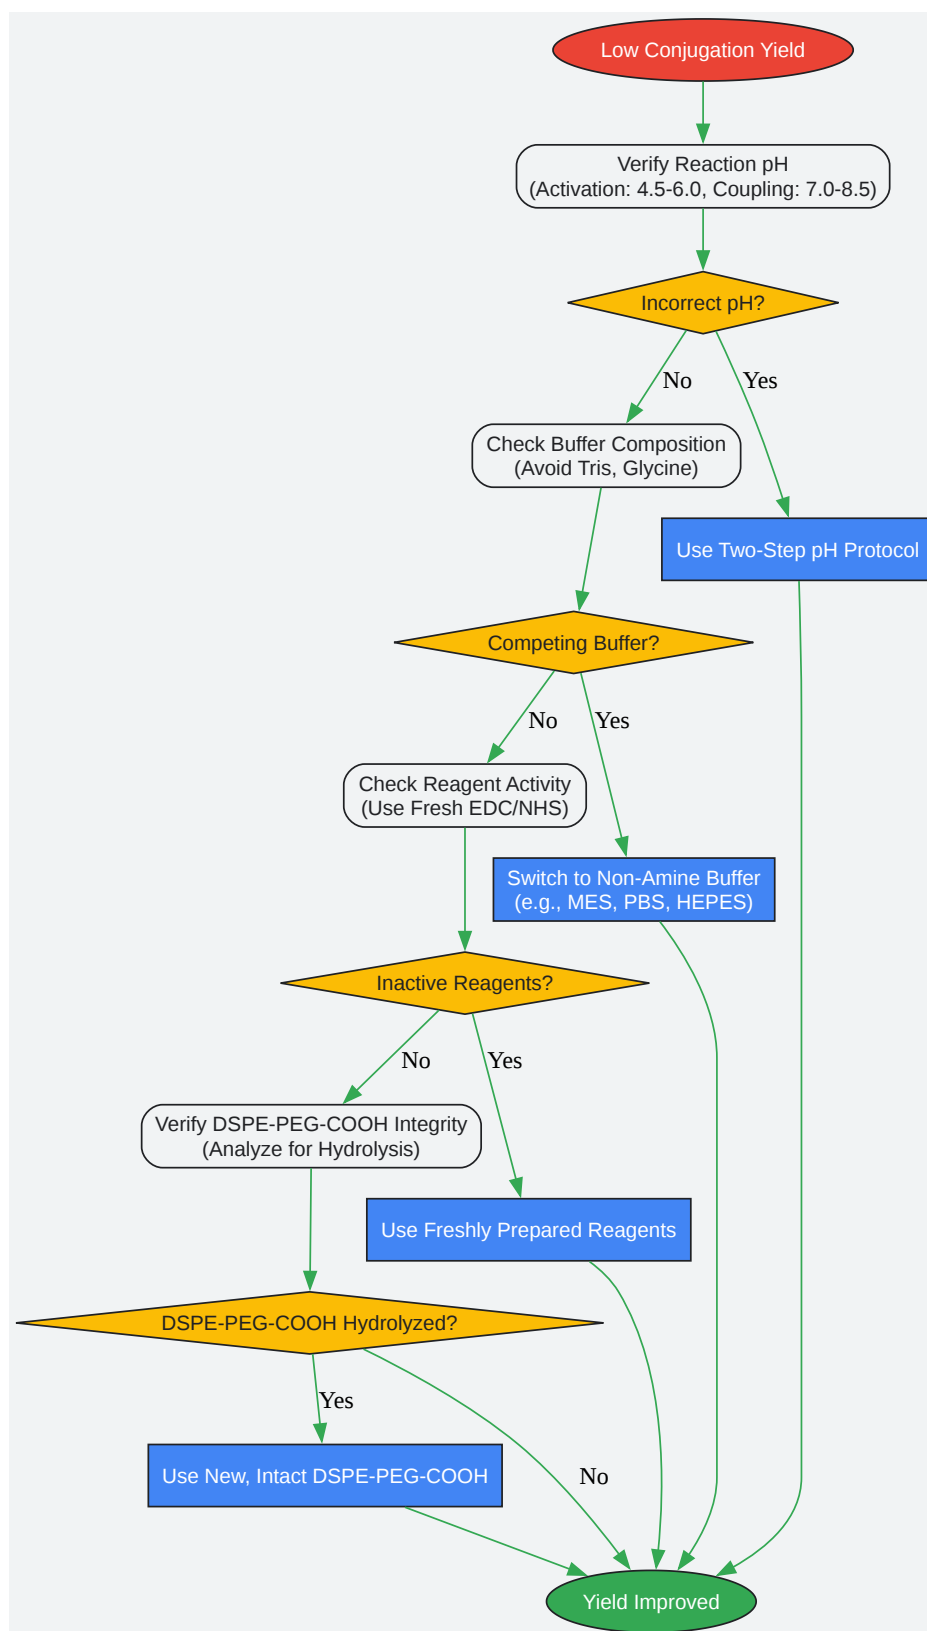 Low Conjugation Yield
Verify Reaction pH
(Activation: 4.5-6.0, Coupling: 7.0-8.5)
Incorrect pH?
No
Yes
Check Buffer Composition
(Avoid Tris, Glycine)
Use Two-Step pH Protocol
Competing Buffer?
No
Yes
Check Reagent Activity
(Use Fresh EDC/NHS)
Switch to Non-Amine Buffer
(e.g., MES, PBS, HEPES)
Inactive Reagents?
No
Yes
Verify DSPE-PEG-COOH Integrity
(Analyze for Hydrolysis)
Use Freshly Prepared Reagents
DSPE-PEG-COOH Hydrolyzed?
Yes
Use New, Intact DSPE-PEG-COOH
No
Yield Improved